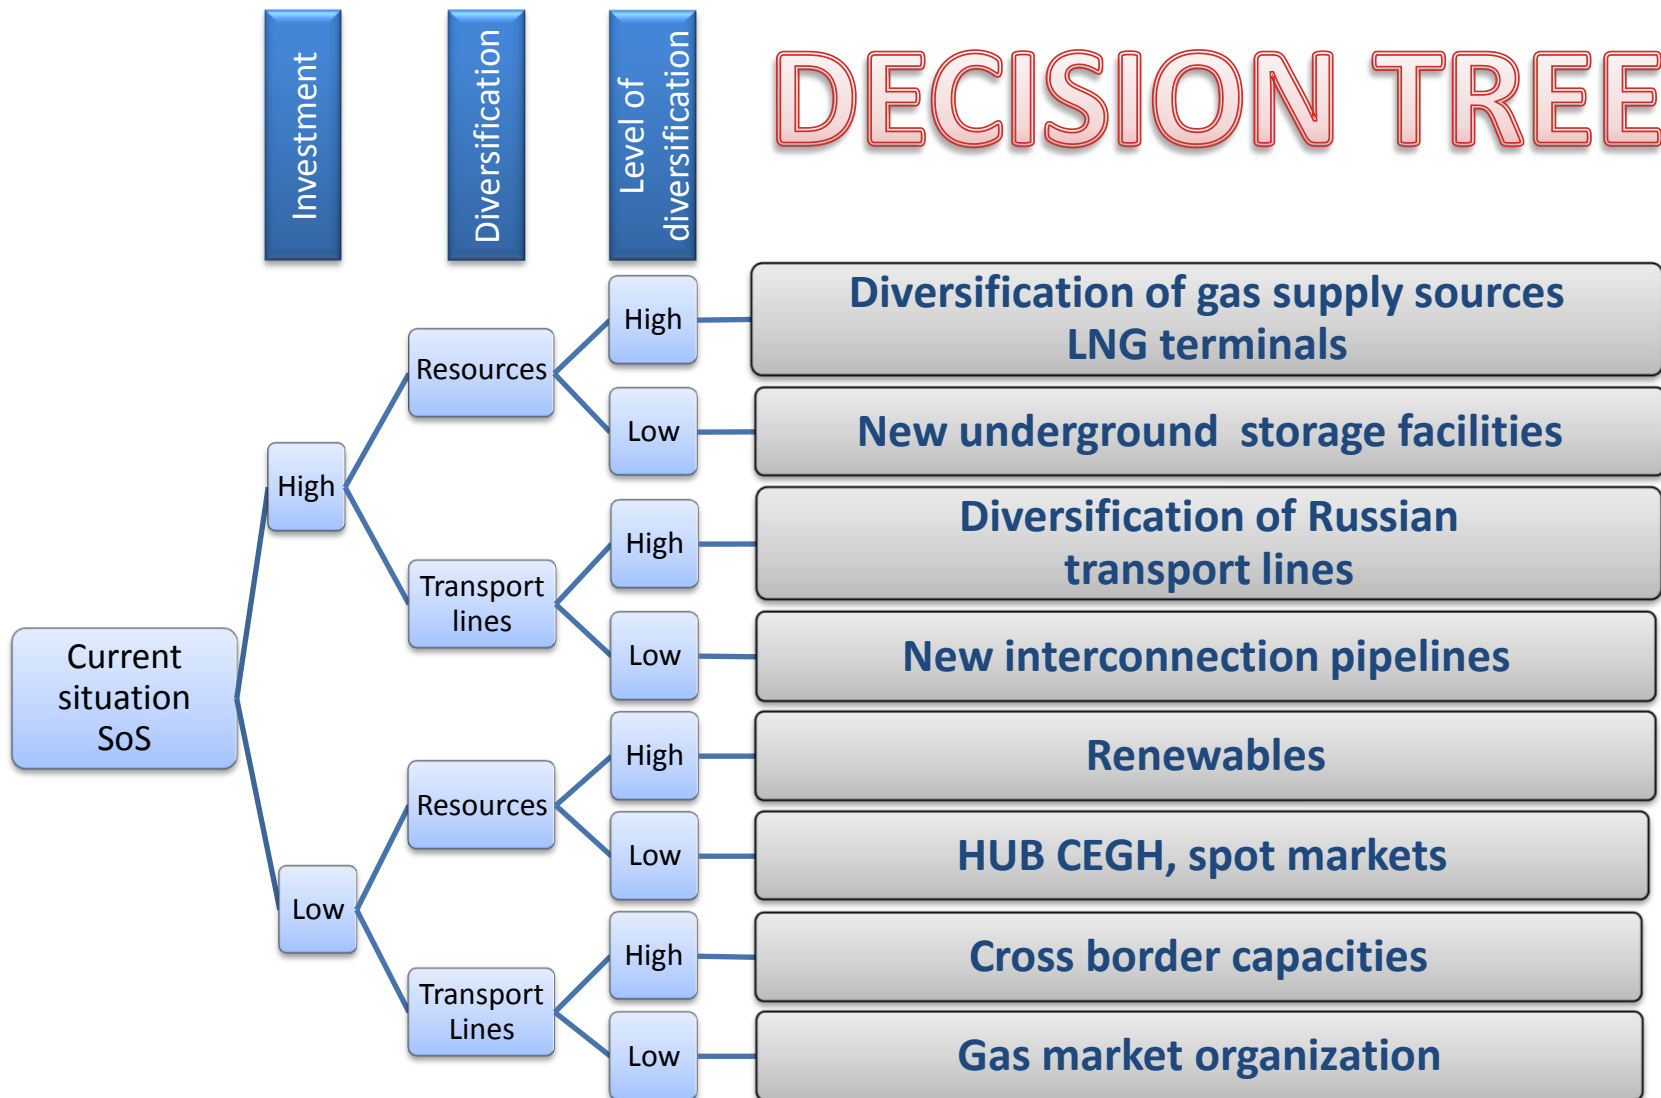 Investment
Diversification
Level of
diversification
DECISION TREE
Current
situation
SoS
High
Low
Resources
Transport
lines
Resources
Transport
Lines
High
Low
High
Low
High
Low
High
Low
Diversification of gas supply sources
LNG terminals
New underground  storage facilities
Diversification of Russian
transport lines
New interconnection pipelines
Renewables
HUB CEGH, spot markets
Cross border capacities
Gas market organization